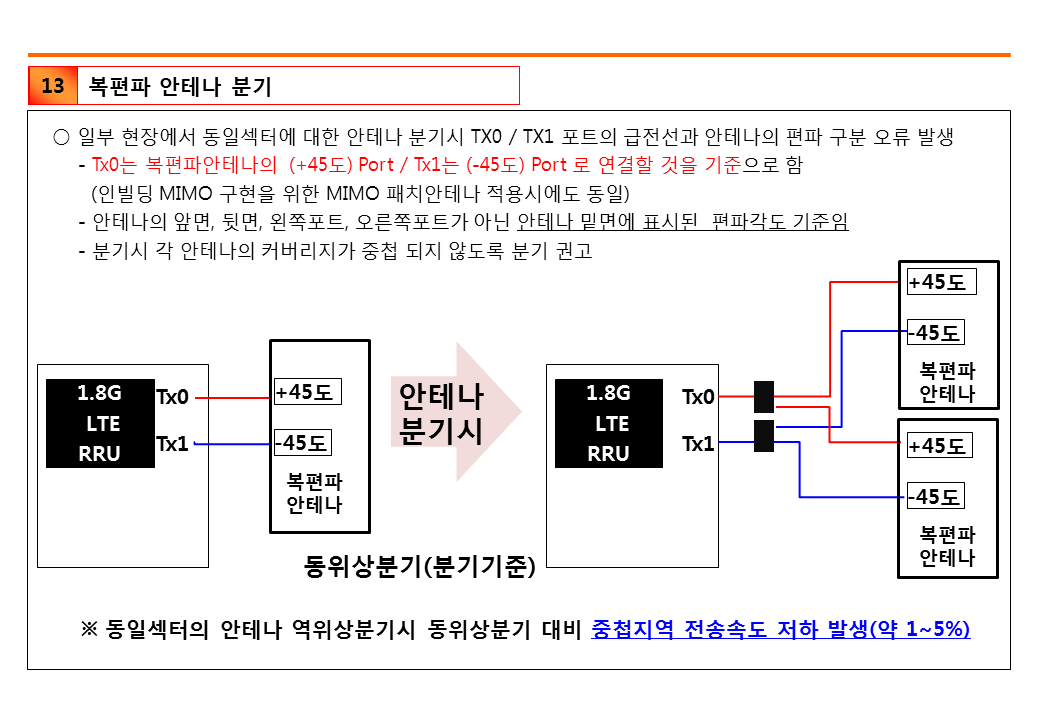 13 복편파 안테나 분기
○ 일부 현장에서 동일섹터에 대한 안테나 분기시 TX0 / TX1 포트의 급전선과 안테나의 편파 구분 오류 발생
- Tx0는 복편파안테나의 (+45도) Port / Tx1는 (-45도) Port 로 연결할 것을 기준으로 함
(인빌딩 MIMO 구현을 위한 MIMO 패치안테나 적용시에도 동일)
- 안테나의 앞면, 뒷면, 왼쪽포트, 오른쪽포트가 아닌 안테나 밑면에 표시된 편파각도 기준임
- 분기시 각 안테나의 커버리지가 중첩 되지 않도록 분기 권고
1.8G
LTE
RRU
Tx0
Tx1
+45도
-45도
복편파
안테나
안테나
분기시
1.8G
LTE
RRU
Tx0
Tx1
+45도
-45도
복편파
안테나
+45도
-45도
복편파
안테나
동위상분기(분기기준)
※ 동일섹터의 안테나 역위상분기시 동위상분기 대비 중첩지역 전송속도 저하 발생(약 1~5%)